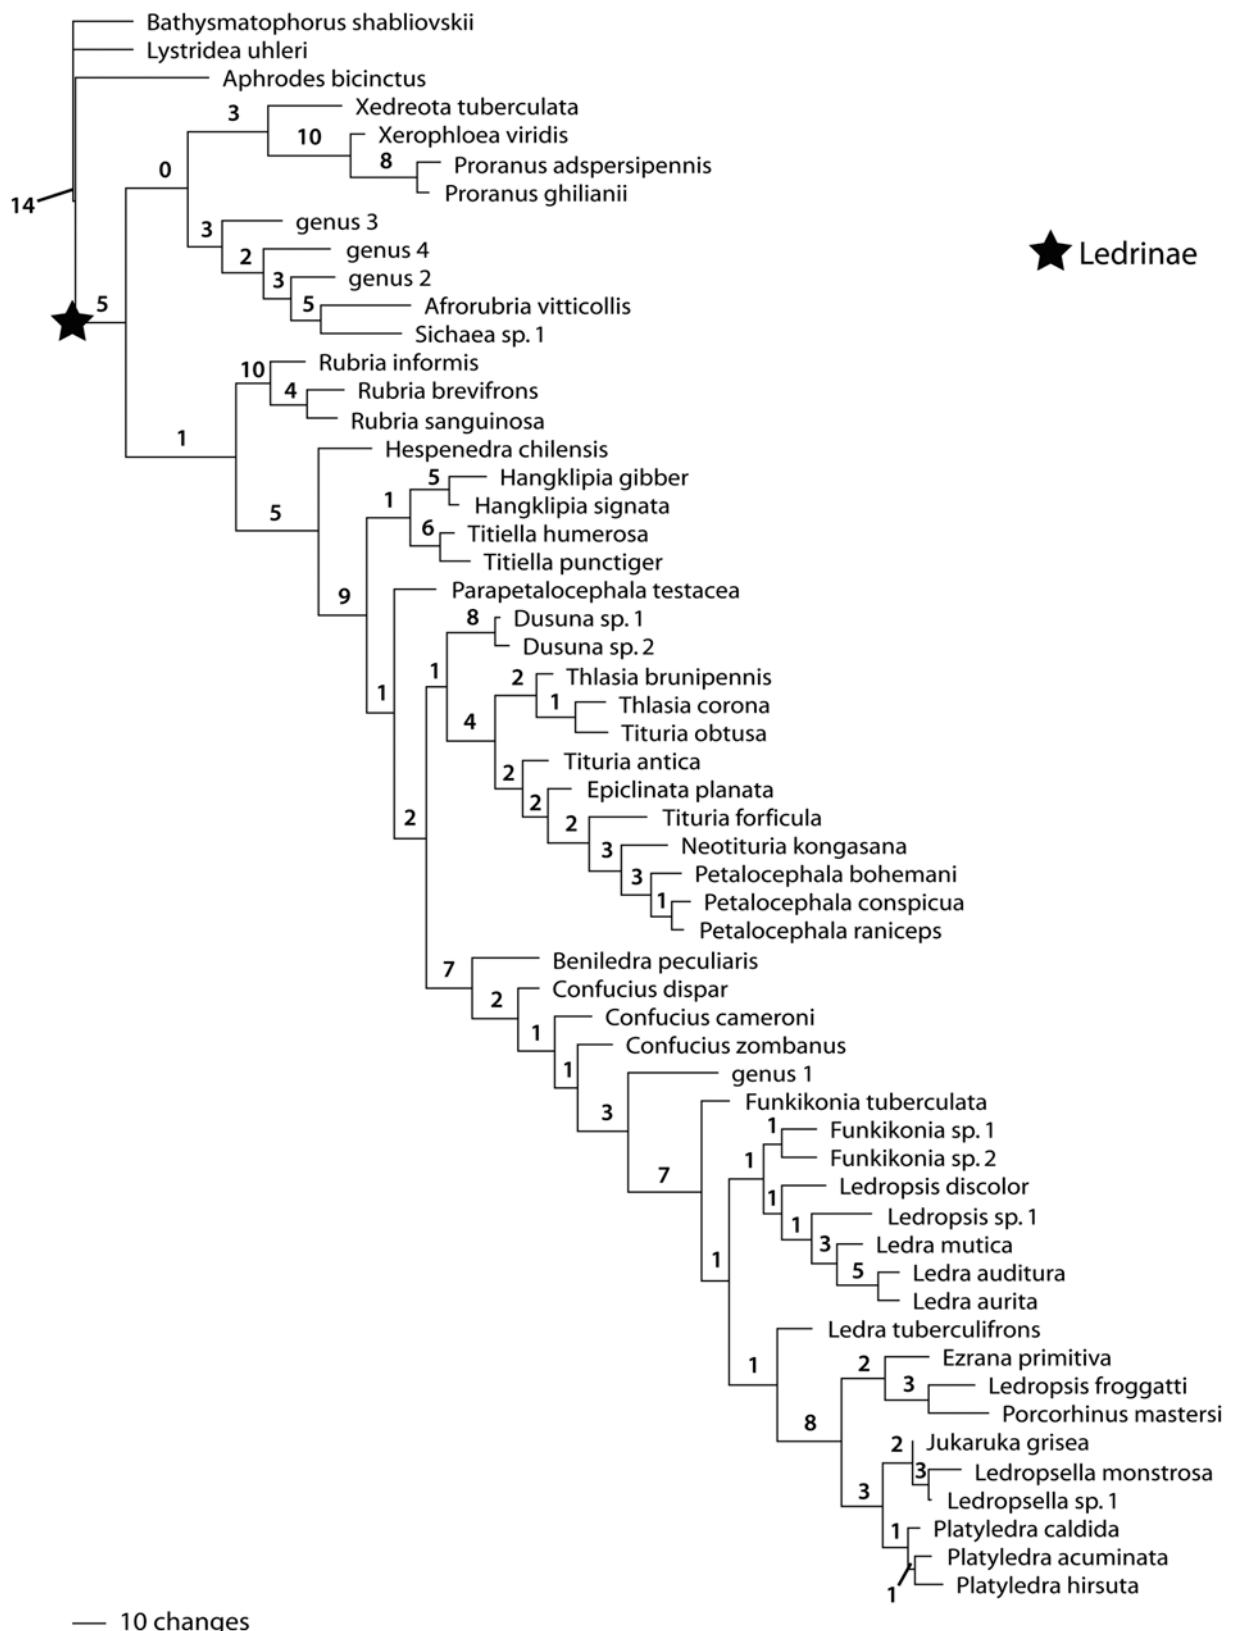 Bathysmatophorus shabliovskii
Lystridea uhleri
Aphrodes bicinctus
3
Xedreota tuberculata
10
Xerophloea viridis
0
8
Proranus adspersipennis
14
Proranus ghilianii
3
genus 3
2
genus 4
Ledrinae
3
genus 2
5
5
Afrorubria vitticollis
Sichaea sp. 1
10
Rubria informis
4
Rubria brevifrons
Rubria sanguinosa
1
Hespenedra chilensis
5
Hangklipia gibber
1
Hangklipia signata
5
6
Titiella humerosa
Titiella punctiger
9
Parapetalocephala testacea
8
Dusuna sp. 1
Dusuna sp. 2
1
2
Thlasia brunipennis
1
1
Thlasia corona
4
Tituria obtusa
2
Tituria antica
2
Epiclinata planata
2
2
Tituria forficula
3
Neotituria kongasana
3
Petalocephala bohemani
1
Petalocephala conspicua
Petalocephala raniceps
7
Beniledra peculiaris
2
Confucius dispar
1
Confucius cameroni
1
Confucius zombanus
genus 1
3
Funkikonia tuberculata
1
Funkikonia sp. 1
1
Funkikonia sp. 2
7
1
Ledropsis discolor
1
Ledropsis sp. 1
1
3
Ledra mutica
5
Ledra auditura
Ledra aurita
Ledra tuberculifrons
1
2
Ezrana primitiva
3
Ledropsis froggatti
8
Porcorhinus mastersi
2
Jukaruka grisea
3
Ledropsella monstrosa
3
Ledropsella sp. 1
1
Platyledra caldida
Platyledra acuminata
1
Platyledra hirsuta
10 changes